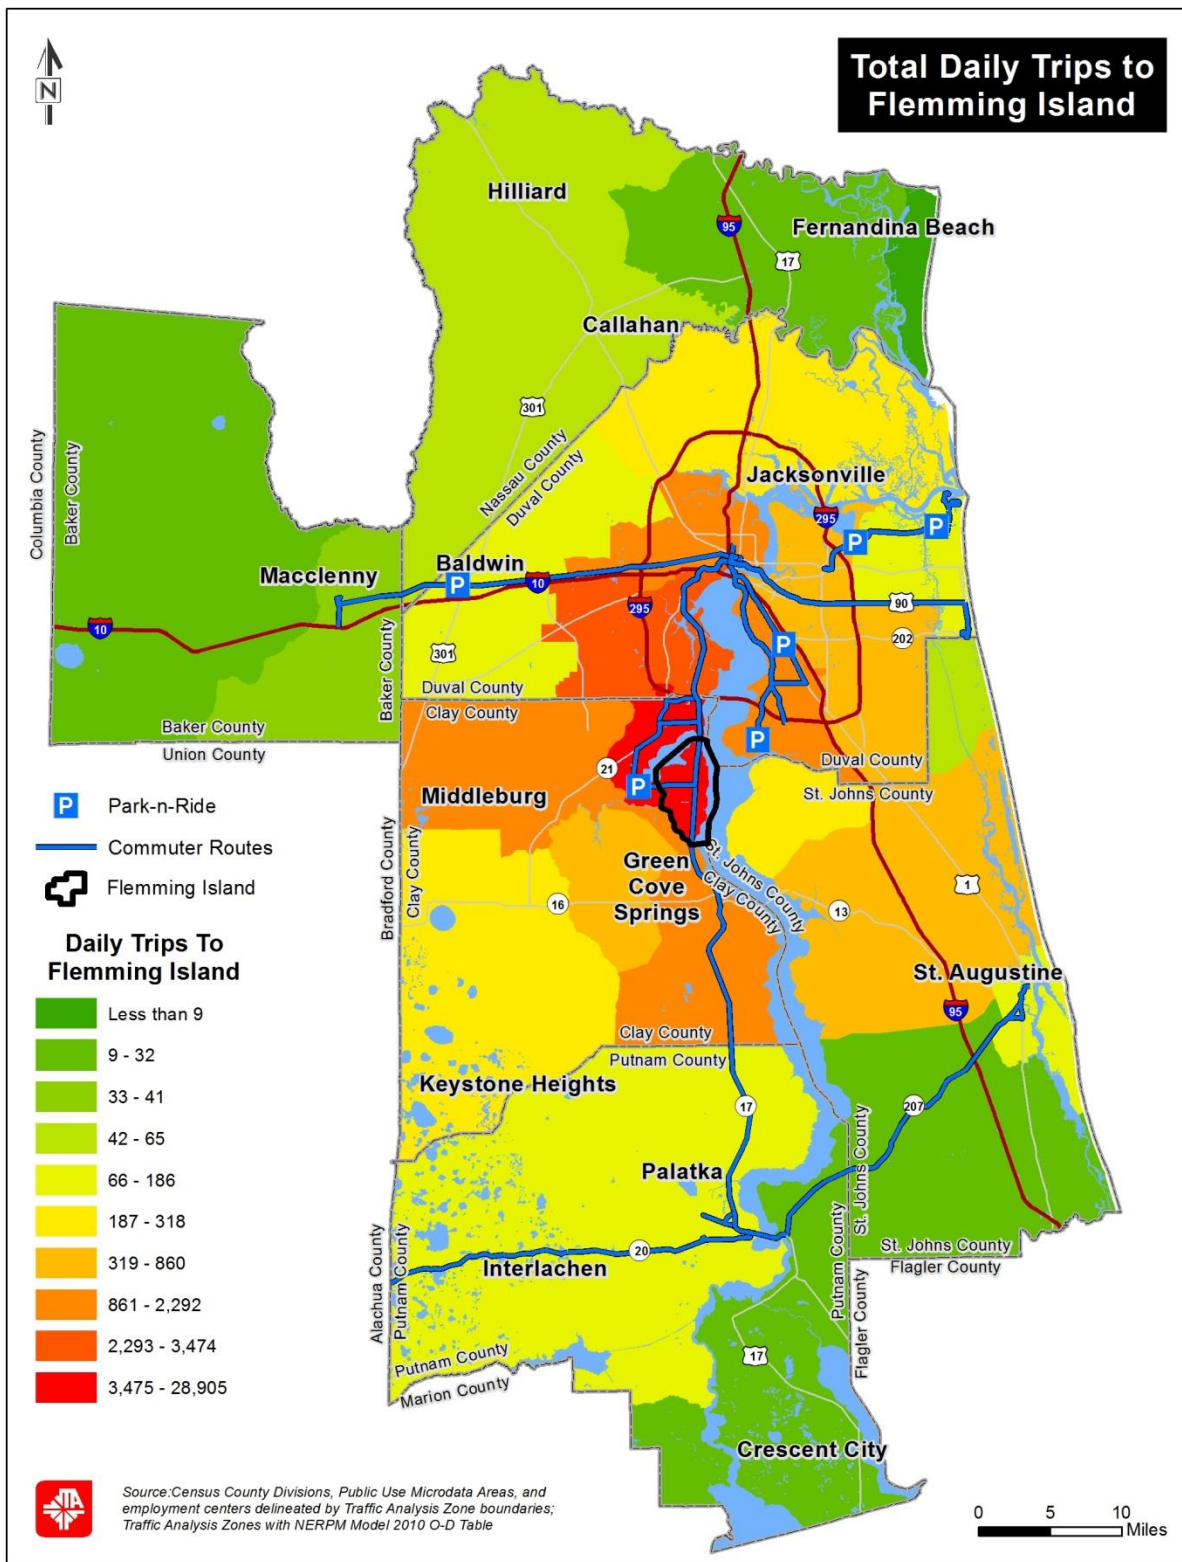 Total Daily Trips to
Flemming Island
N
Hilliard
95
Fernandina Beach
17
Callahan
301
Nassau County
Duval County
Columbia County
Baker County
Jacksonville
295
P
P
Macclenny
Baldwin
P
10
295
90
202
P
10
301
Baker County
Duval County
Clay County
Baker County
Union County
P
Duval County
St. Johns County
21
P
Middleburg
P Park-n-Ride
Commuter Routes
Flemming Island
Bradford County
Clay County
Green
Cove
Springs
St. Johns County
Clay County
16
13
1
St. Augustine
95
Daily Trips To
Flemming Island
Less than 9
9 - 32
33 - 41
42 - 65
66 - 186
187 - 318
319 - 860
861 - 2,292
2,293 - 3,474
3,475 - 28,905
Clay County
Putnam County
Keystone Heights
17
207
Palatka
Putnam County
St. Johns County
20
Interlachen
Alachua County
Putnam County
St. Johns County
Flagler County
Putnam County
Flagler County
Putnam County
Marion County
17
Crescent City
JTA
Source:Census County Divisions, Public Use Microdata Areas, and
employment centers delineated by Traffic Analysis Zone boundaries;
Traffic Analysis Zones with NERPM Model 2010 O-D Table
0 5 10
Miles